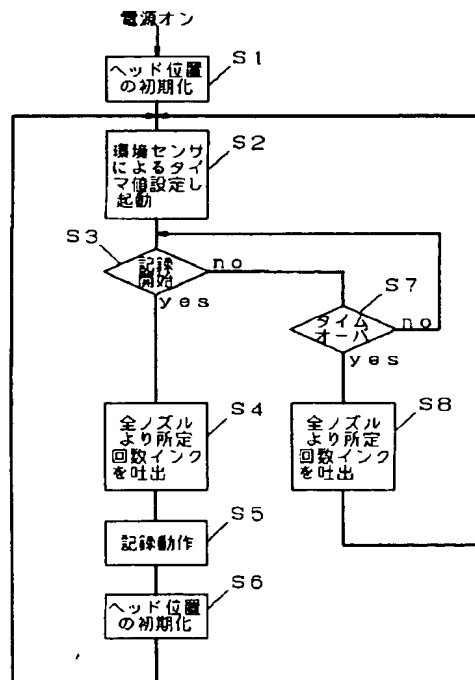 電源オン
ヘッド位置
の初期化
S1
環境センサ
によるタイ
マ値設定し
起動
S2
S3
記録
開始
no
yes
S7
タイム
オーバ
no
yes
全ノズル
より所定
回数インク
を吐出
S4
全ノズル
より所定
回数インク
を吐出
S8
記録動作
S5
ヘッド位置
の初期化
S6